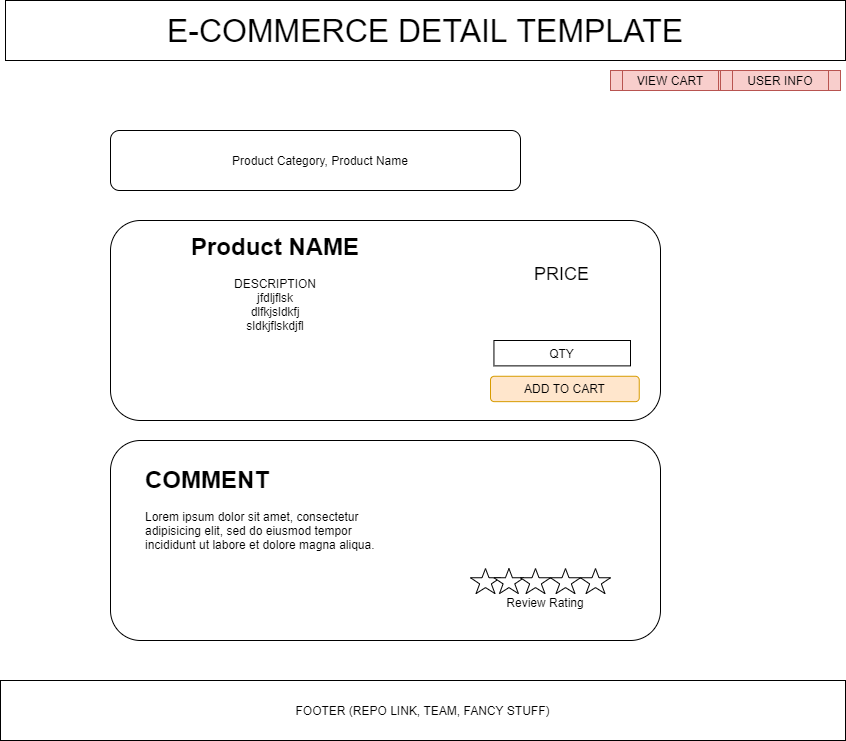 E-COMMERCE DETAIL TEMPLATE
VIEW CART
USER INFO
Product Category, Product Name
Product NAME
DESCRIPTION
jfdljflsk
dlfkjsldkfj
sldkjflskdjfl
PRICE
QTY
ADD TO CART
COMMENT
Lorem ipsum dolor sit amet, consectetur
adipisicing elit, sed do eiusmod tempor
incididunt ut labore et dolore magna aliqua.
Review Rating
FOOTER (REPO LINK, TEAM, FANCY STUFF)